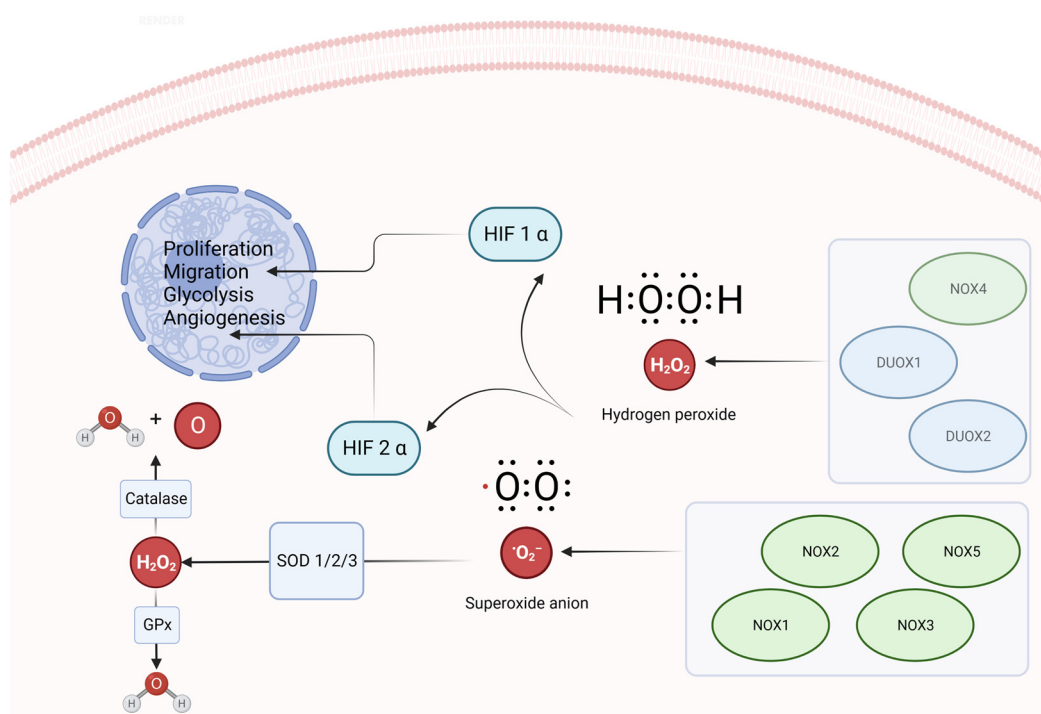 RENDER
Proliferation
Migration
Glycolysis
Angiogenesis
HIF 1 α
H:O:O:H
H₂O₂
Hydrogen peroxide
NOX4
DUOX1
DUOX2
HIF 2 α
H
O
H
+
O
Catalase
H₂O₂
GPx
H
O
H
SOD 1/2/3
·O:O:
·O₂⁻
Superoxide anion
NOX2
NOX5
NOX1
NOX3